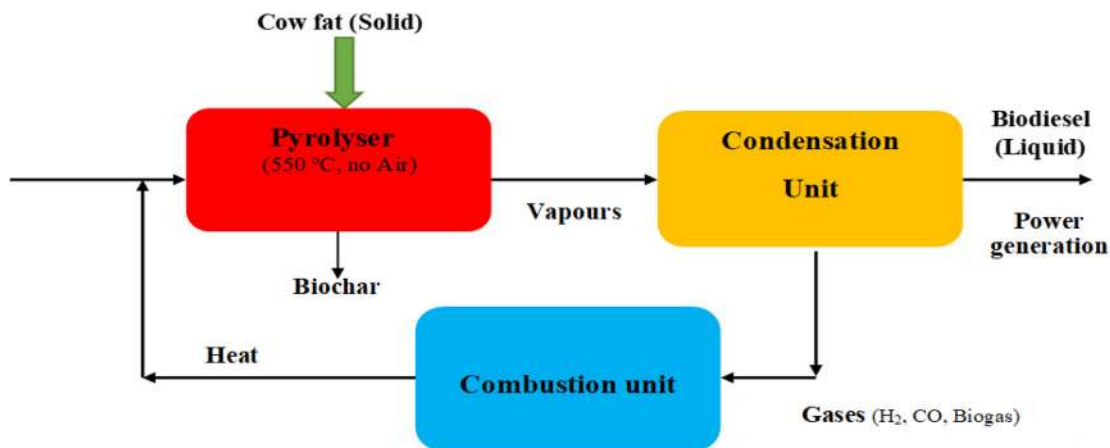 Cow fat (Solid)
Pyrolyser
(550 °C, no Air)
Condensation
Unit
Biodiesel
(Liquid)
Vapours
Power
generation
Biochar
Heat
Combustion unit
Gases (H₂, CO, Biogas)